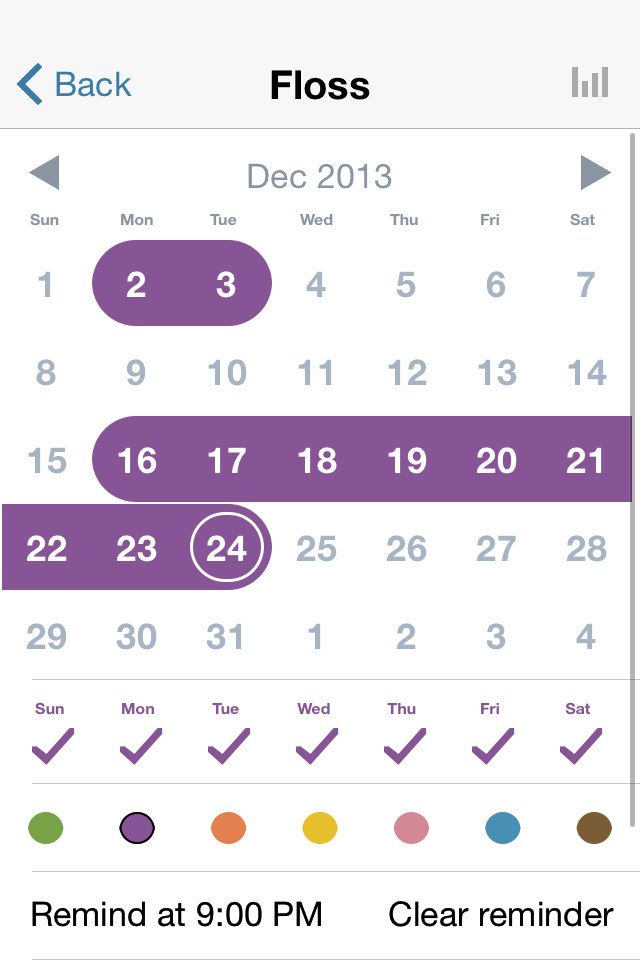 Back Floss
Dec 2013
Sun Mon Tue Wed Thu Fri Sat
1 2 3 4 5 6 7
8 9 10 11 12 13 14
15 16 17 18 19 20 21
22 23 24 25 26 27 28
29 30 31 1 2 3 4
Sun Mon Tue Wed Thu Fri Sat
Remind at 9:00 PM Clear reminder